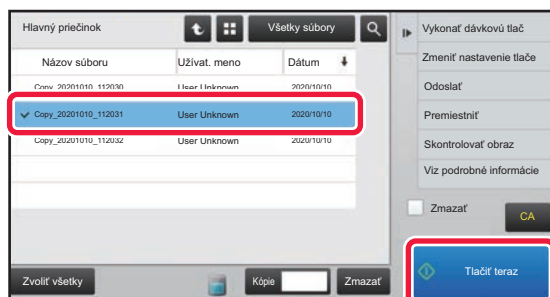 Hlavný priečinok
Všetky súbory
Názov súboru Užívat. meno Dátum
Copy_20201010_112030 User Unknown 2020/10/10
Copy_20201010_112031 User Unknown 2020/10/10
Copy_20201010_112032 User Unknown 2020/10/10
Zvoliť všetky
Kópie
Zmazať
Vykonať dávkovú tlač
Zmeniť nastavenie tlače
Odoslať
Premiestniť
Skontrolovať obraz
Viz podrobné informácie
Zmazať
CA
Tlačiť teraz